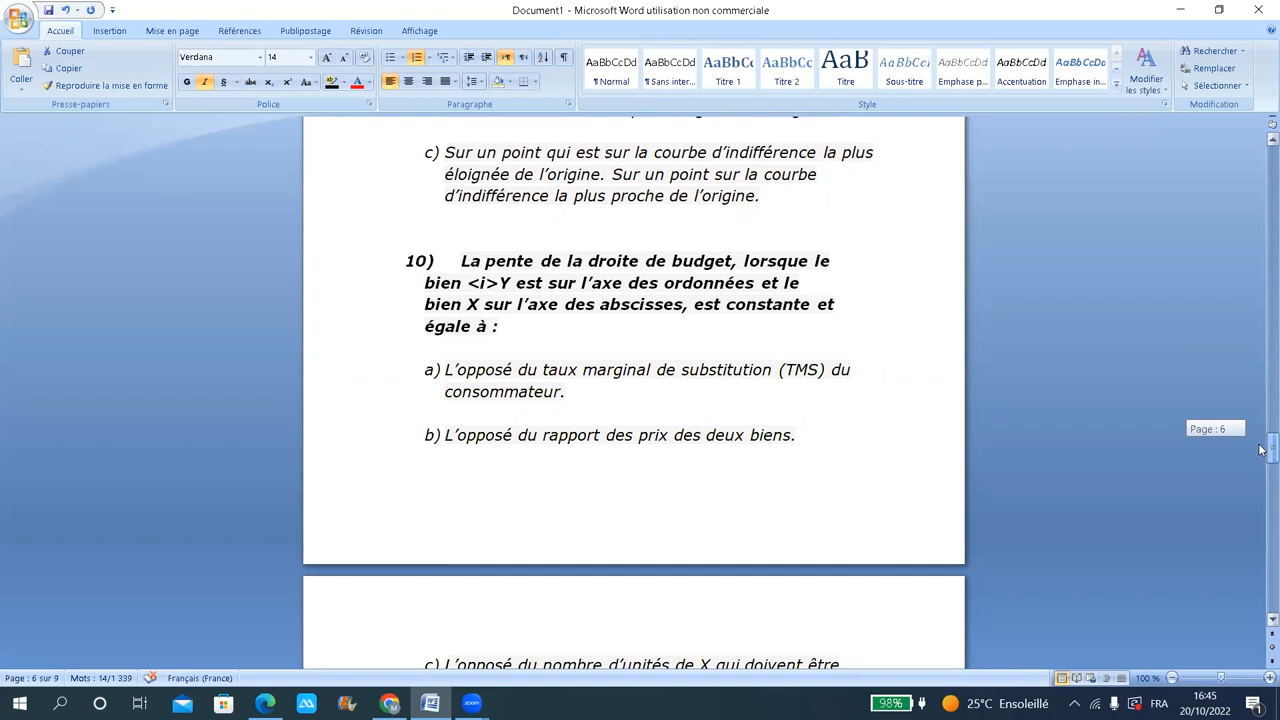 Document1 - Microsoft Word utilisation non commerciale
Accueil Insertion Mise en page Références Publipostage Révision Affichage
Coller
Couper
Copier
Reproduire la mise en forme
Presse-papiers
Verdana 14
Police
Paragraphe
AaBbCcDd ¶ Normal
AaBbCcDd ¶ Sans inter...
AaBbCc Titre 1
AaBbCc Titre 2
AaB Titre
AaBbCcI Sous-titre
AaBbCcDd Emphase p...
AaBbCcDd Accentuation
AaBbCcDd Emphase in...
Modifier les styles
Style
Rechercher
Remplacer
Sélectionner
Modification
c) Sur un point qui est sur la courbe d’indifférence la plus
éloignée de l’origine. Sur un point sur la courbe
d’indifférence la plus proche de l’origine.
10) La pente de la droite de budget, lorsque le
bien <i>Y est sur l’axe des ordonnées et le
bien X sur l’axe des abscisses, est constante et
égale à :
a) L’opposé du taux marginal de substitution (TMS) du
consommateur.
b) L’opposé du rapport des prix des deux biens.
Page : 6
c) L’opposé du nombre d’unités de X qui doivent être
Page : 6 sur 9 Mots : 14/1 339 Français (France) 100 %
98% 25°C Ensoleillé FRA 16:45
20/10/2022